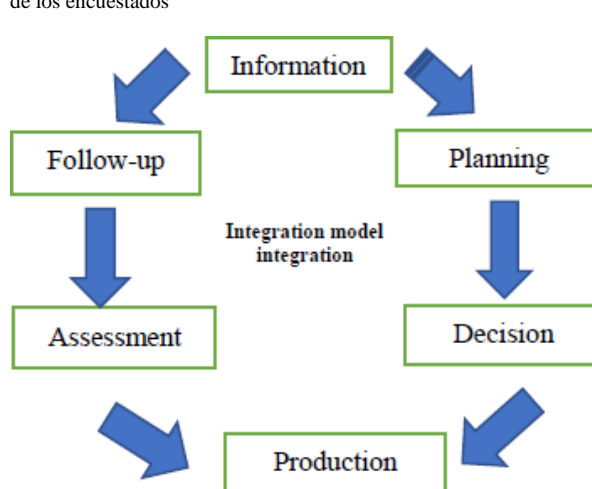 de los encuestados
Information
Follow-up
Planning
Integration model
integration
Assessment
Decision
Production